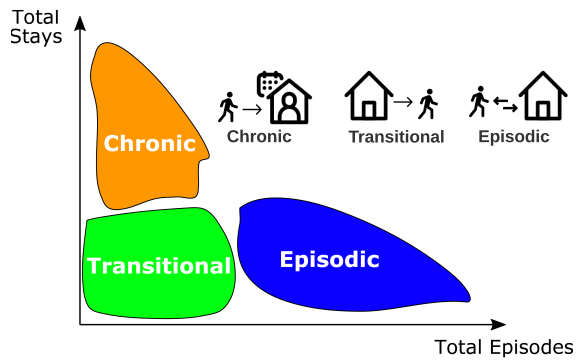 Total
Stays
Chronic
Transitional
Episodic
Chronic
Transitional
Episodic
Total Episodes